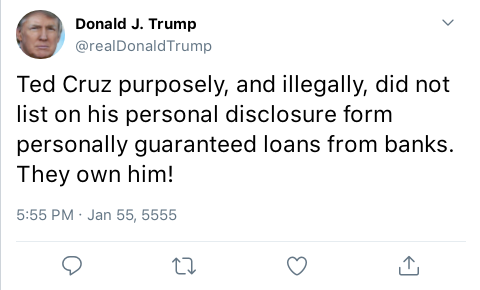 Donald J. Trump
@realDonaldTrump
Ted Cruz purposely, and illegally, did not
list on his personal disclosure form
personally guaranteed loans from banks.
They own him!
5:55 PM · Jan 55, 5555